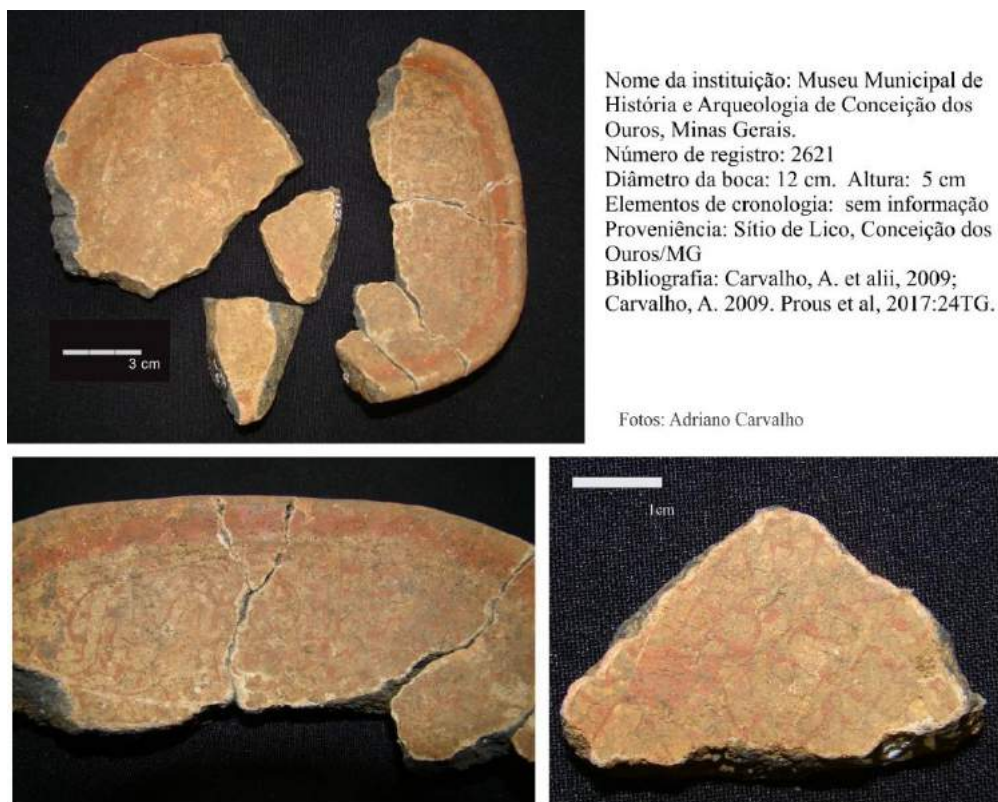 Nome da instituição: Museu Municipal de
História e Arqueologia de Conceição dos
Ouros, Minas Gerais.
Número de registro: 2621
Diâmetro da boca: 12 cm. Altura: 5 cm
Elementos de cronologia: sem informação
Proveniência: Sítio de Lico, Conceição dos
Ouros/MG
Bibliografia: Carvalho, A. et alii, 2009;
Carvalho, A. 2009. Prous et al, 2017:24TG.
3 cm
Fotos: Adriano Carvalho
1cm